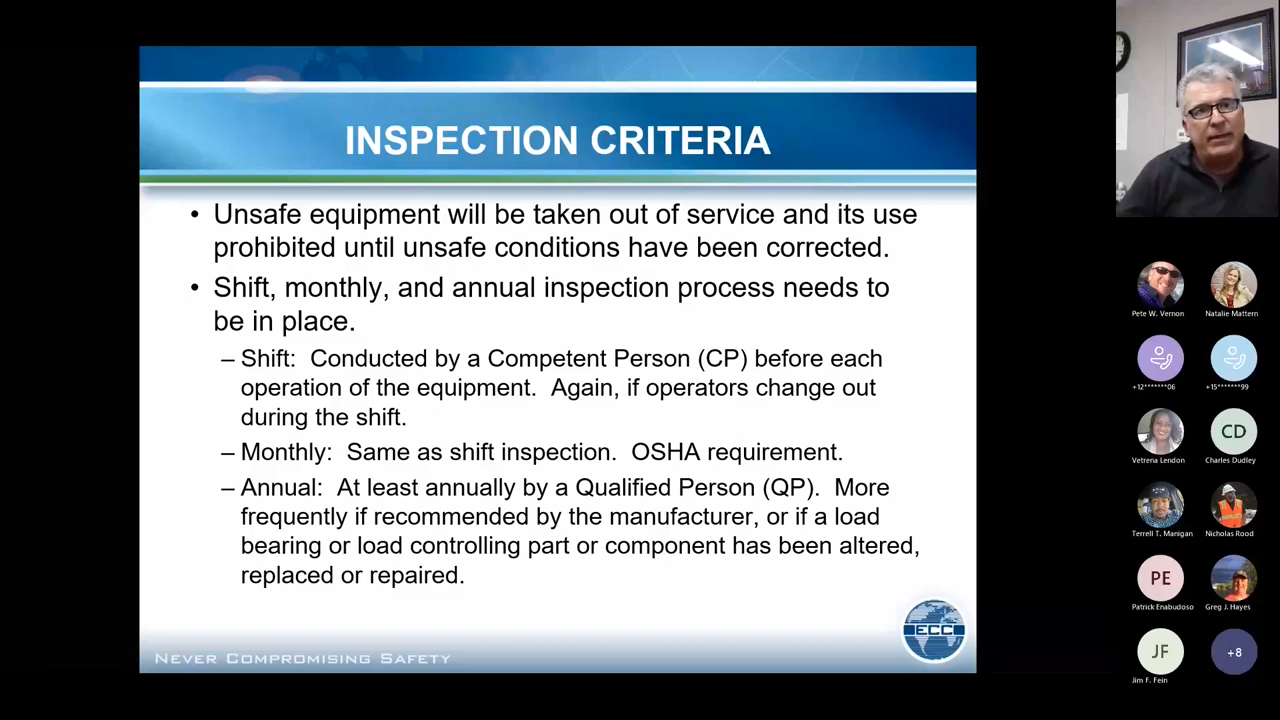 INSPECTION CRITERIA
• Unsafe equipment will be taken out of service and its use
prohibited until unsafe conditions have been corrected.
• Shift, monthly, and annual inspection process needs to
be in place.
– Shift:  Conducted by a Competent Person (CP) before each
operation of the equipment.  Again, if operators change out
during the shift.
– Monthly:  Same as shift inspection.  OSHA requirement.
– Annual:  At least annually by a Qualified Person (QP).  More
frequently if recommended by the manufacturer, or if a load
bearing or load controlling part or component has been altered,
replaced or repaired.
ECC
NEVER COMPROMISING SAFETY
Pete W. Vernon
Natalie Mattern
+12*******06
+15*******99
CD
Vetrena Lendon
Charles Dudley
Terrell T. Manigan
Nicholas Rood
PE
Patrick Enabudoso
Greg J. Hayes
JF
+8
Jim F. Fein